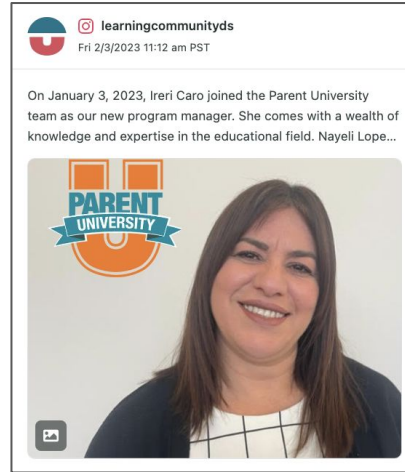 learningcommunityds
Fri 2/3/2023 11:12 am PST
On January 3, 2023, Ireri Caro joined the Parent University
team as our new program manager. She comes with a wealth of
knowledge and expertise in the educational field. Nayeli Lope...
PARENT
UNIVERSITY